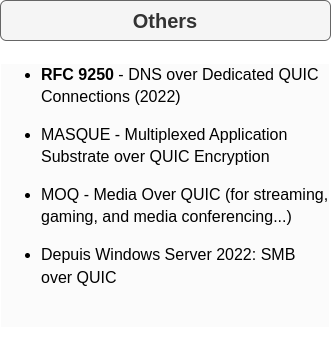 Others
• RFC 9250 - DNS over Dedicated QUIC
Connections (2022)
• MASQUE - Multiplexed Application
Substrate over QUIC Encryption
• MOQ - Media Over QUIC (for streaming,
gaming, and media conferencing...)
• Depuis Windows Server 2022: SMB
over QUIC